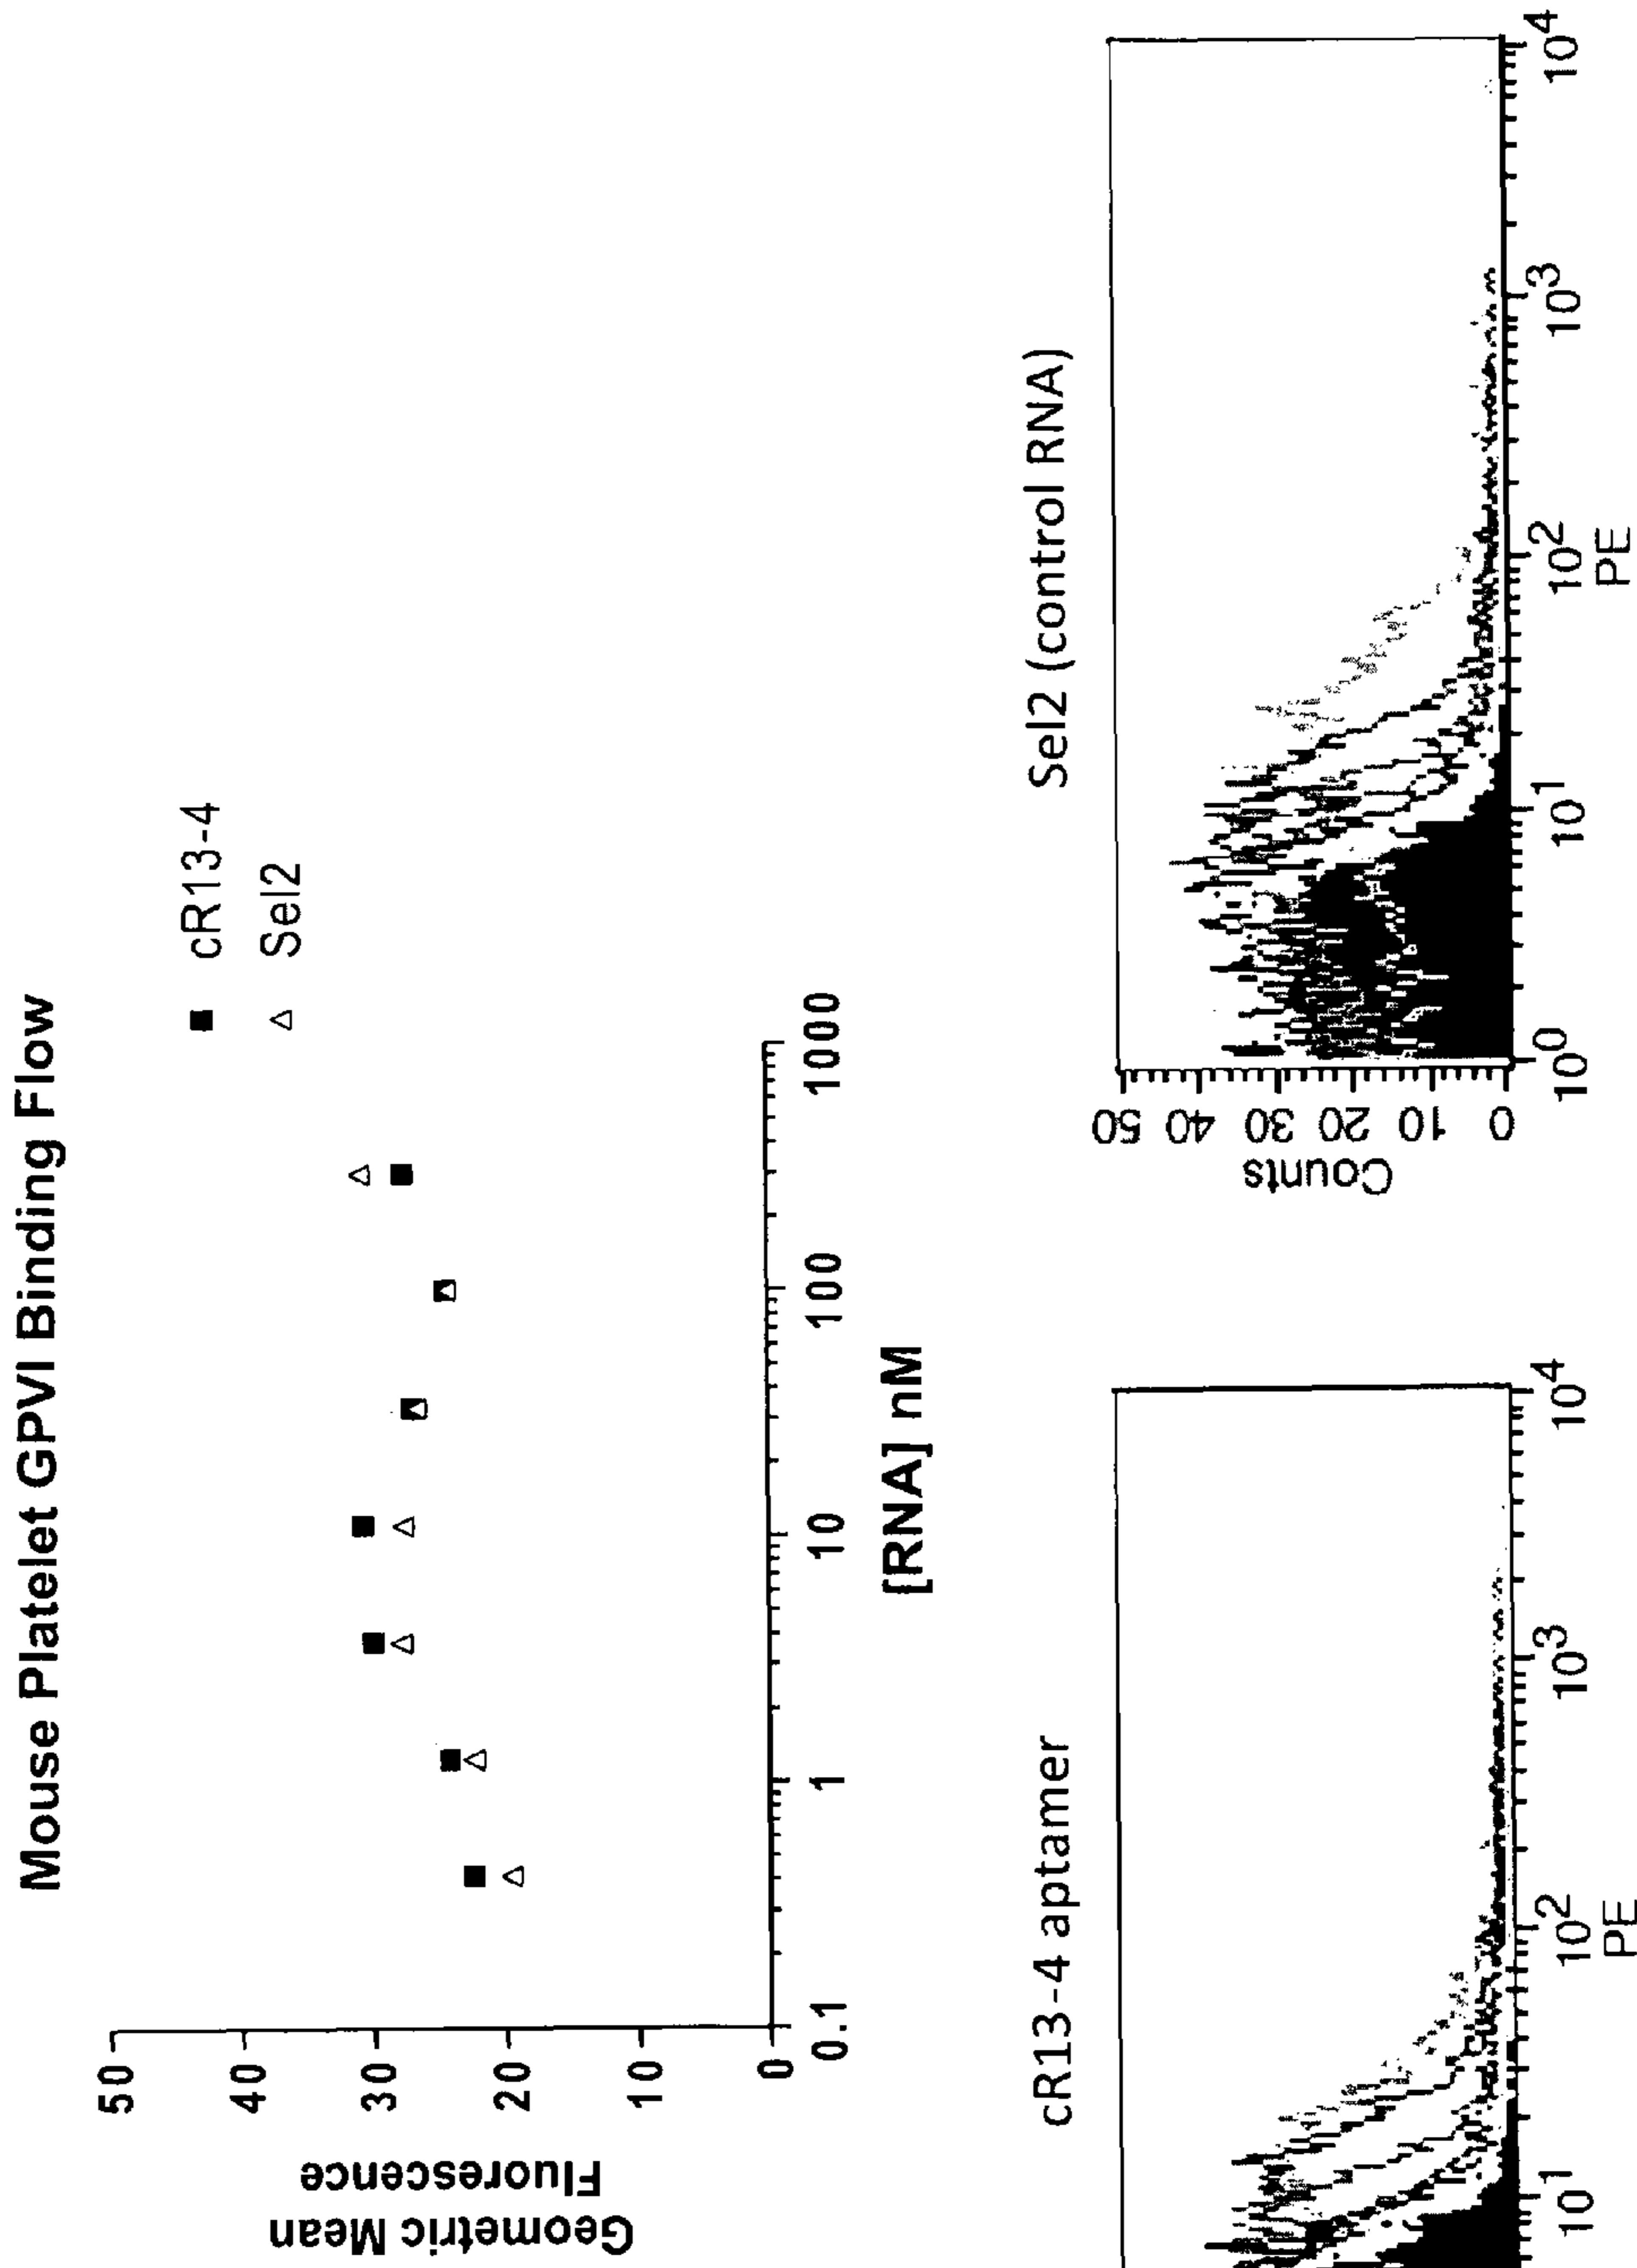 Mouse Platelet GPVI Binding Flow
cR13-4
Sel2
Geometric Mean
Fluorescence
50
40
30
20
10
0
0.1
1
10
100
1000
[RNA] nM
cR13-4 aptamer
10^1
10^2
10^3
10^4
PE
Sel2 (control RNA)
Counts
50
40
30
20
10
0
10^0
10^1
10^2
10^3
10^4
PE